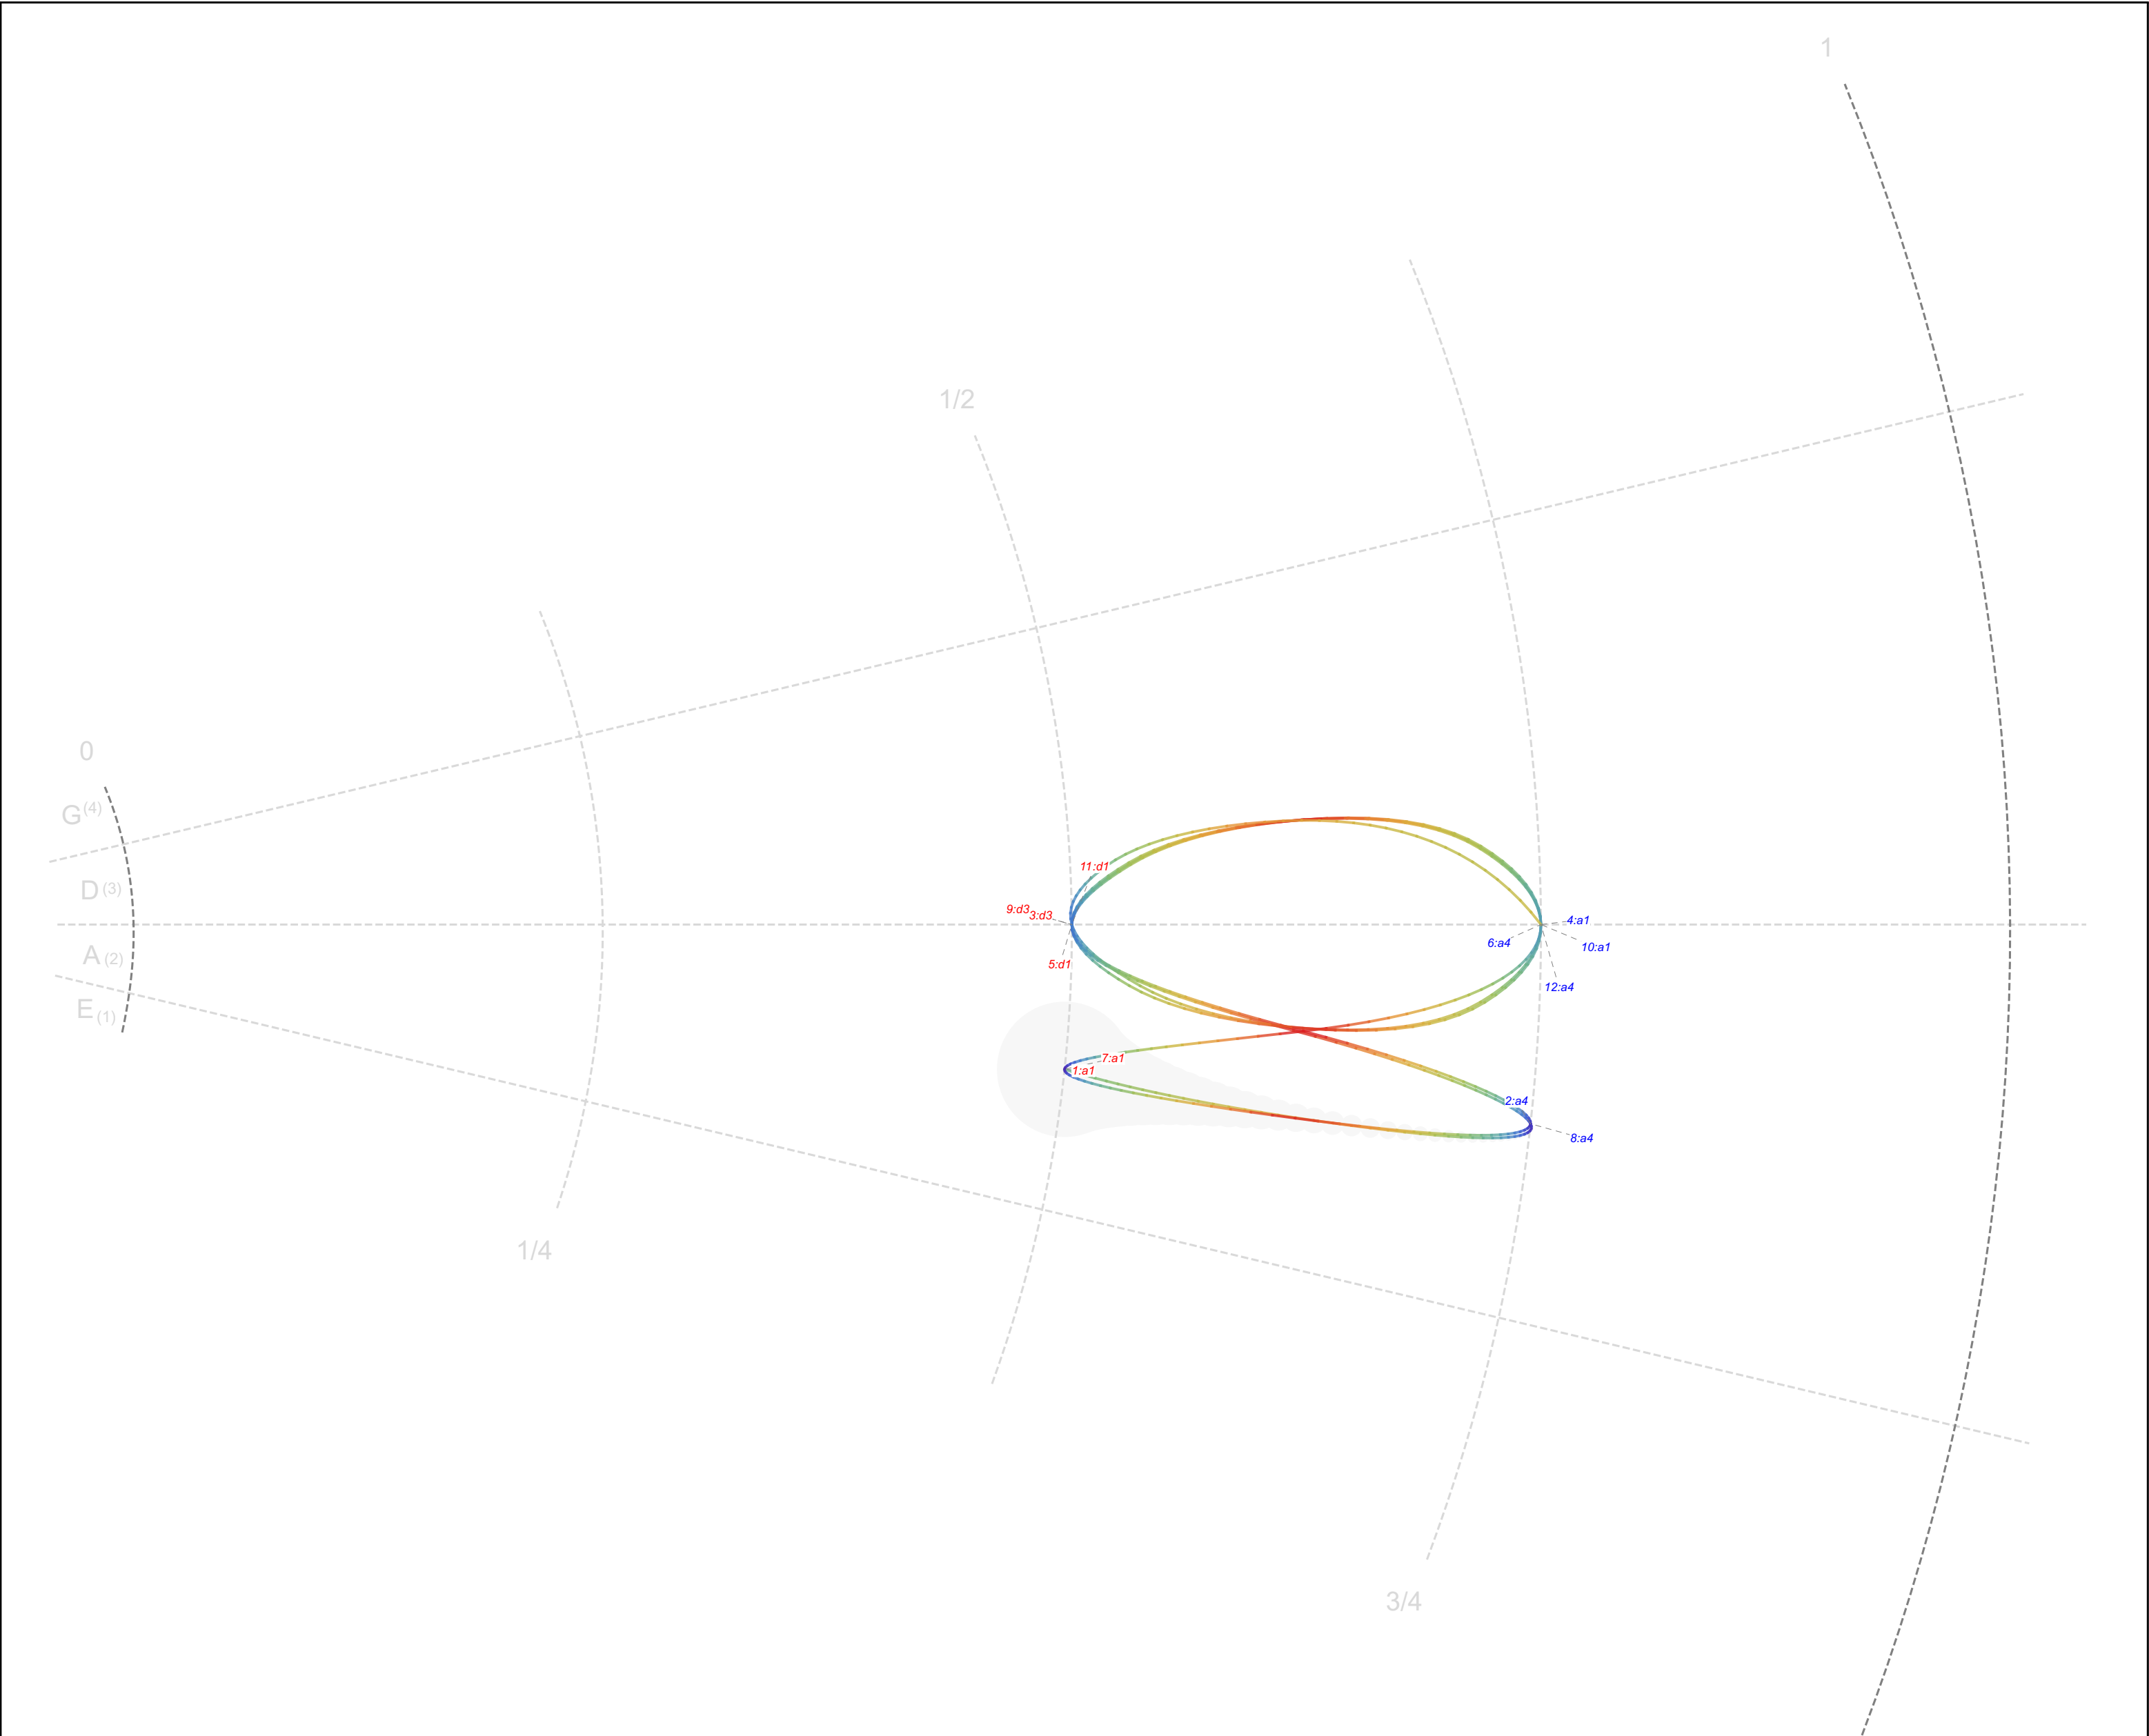 1
1/2
0
G(4)
11:d1
D(3)
9:d3
3:d3
4:a1
6:a4
10:a1
A(2)
5:d1
12:a4
E(1)
7:a1
1:a1
2:a4
8:a4
1/4
3/4